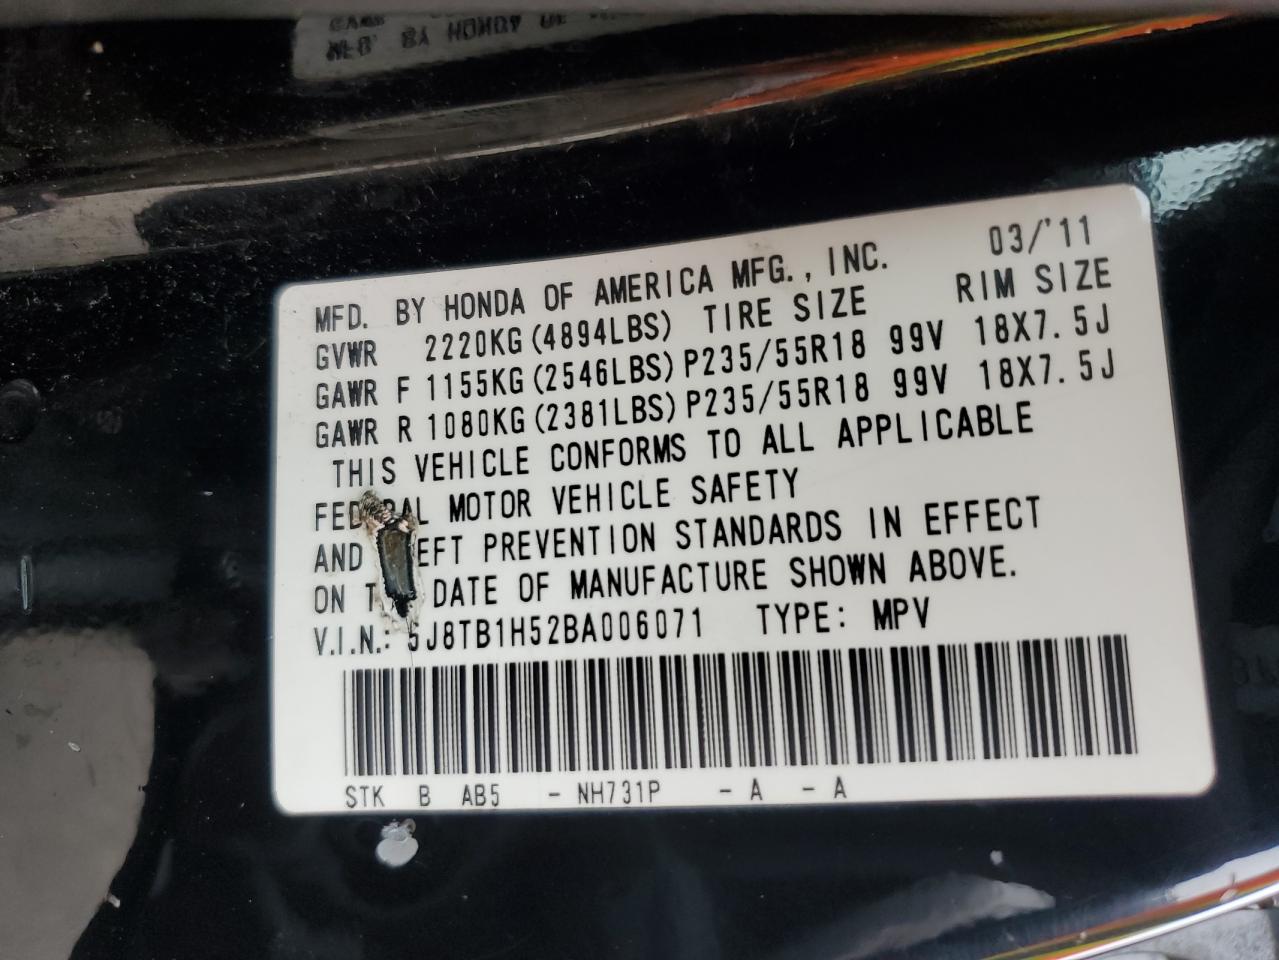 MFD. BY HONDA OF AMERICA MFG., INC. 03/'11
GVWR 2220KG(4894LBS) TIRE SIZE RIM SIZE
GAWR F 1155KG(2546LBS) P235/55R18 99V 18X7.5J
GAWR R 1080KG(2381LBS) P235/55R18 99V 18X7.5J
THIS VEHICLE CONFORMS TO ALL APPLICABLE
FEDERAL MOTOR VEHICLE SAFETY
AND THEFT PREVENTION STANDARDS IN EFFECT
ON THE DATE OF MANUFACTURE SHOWN ABOVE.
V.I.N.: 5J8TB1H52BA006071 TYPE: MPV
STK B AB5 - NH731P - A - A